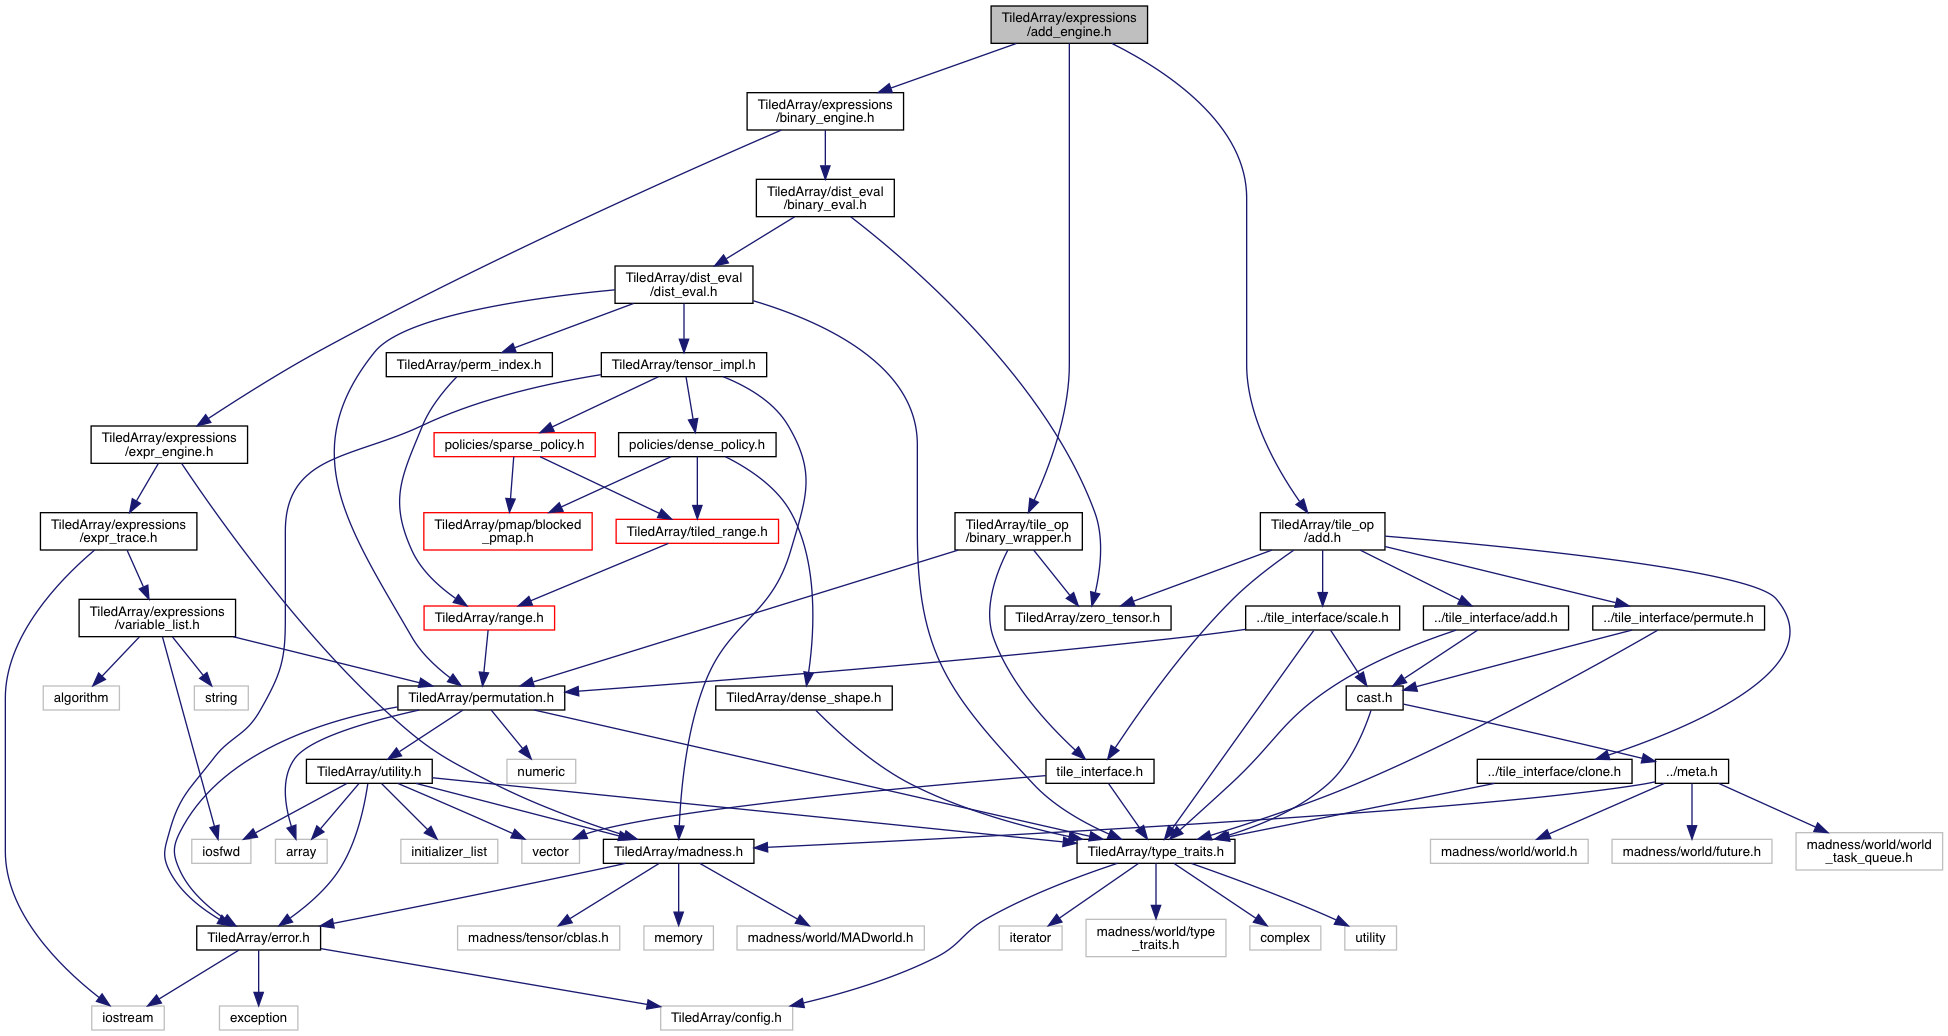 TiledArray/expressions
/add_engine.h
TiledArray/expressions
/binary_engine.h
TiledArray/dist_eval
/binary_eval.h
TiledArray/dist_eval
/dist_eval.h
TiledArray/perm_index.h
TiledArray/tensor_impl.h
TiledArray/expressions
/expr_engine.h
policies/sparse_policy.h
policies/dense_policy.h
TiledArray/expressions
/expr_trace.h
TiledArray/pmap/blocked
_pmap.h
TiledArray/tiled_range.h
TiledArray/tile_op
/binary_wrapper.h
TiledArray/tile_op
/add.h
TiledArray/expressions
/variable_list.h
TiledArray/range.h
TiledArray/zero_tensor.h
../tile_interface/scale.h
../tile_interface/add.h
../tile_interface/permute.h
algorithm
string
TiledArray/permutation.h
TiledArray/dense_shape.h
cast.h
TiledArray/utility.h
numeric
tile_interface.h
../tile_interface/clone.h
../meta.h
iosfwd
array
initializer_list
vector
TiledArray/madness.h
TiledArray/type_traits.h
madness/world/world.h
madness/world/future.h
madness/world/world
_task_queue.h
TiledArray/error.h
madness/tensor/cblas.h
memory
madness/world/MADworld.h
iterator
madness/world/type
_traits.h
complex
utility
iostream
exception
TiledArray/config.h